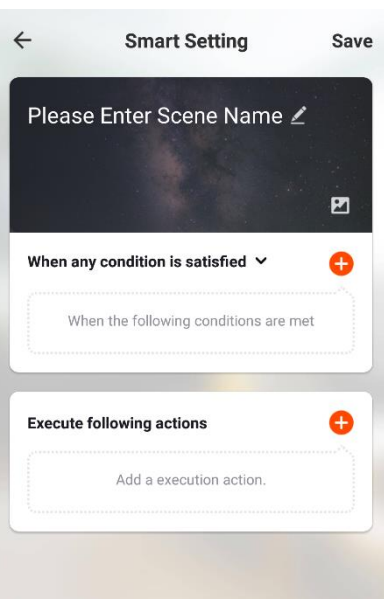 Smart Setting
Save
Please Enter Scene Name
When any condition is satisfied
When the following conditions are met
Execute following actions
Add a execution action.